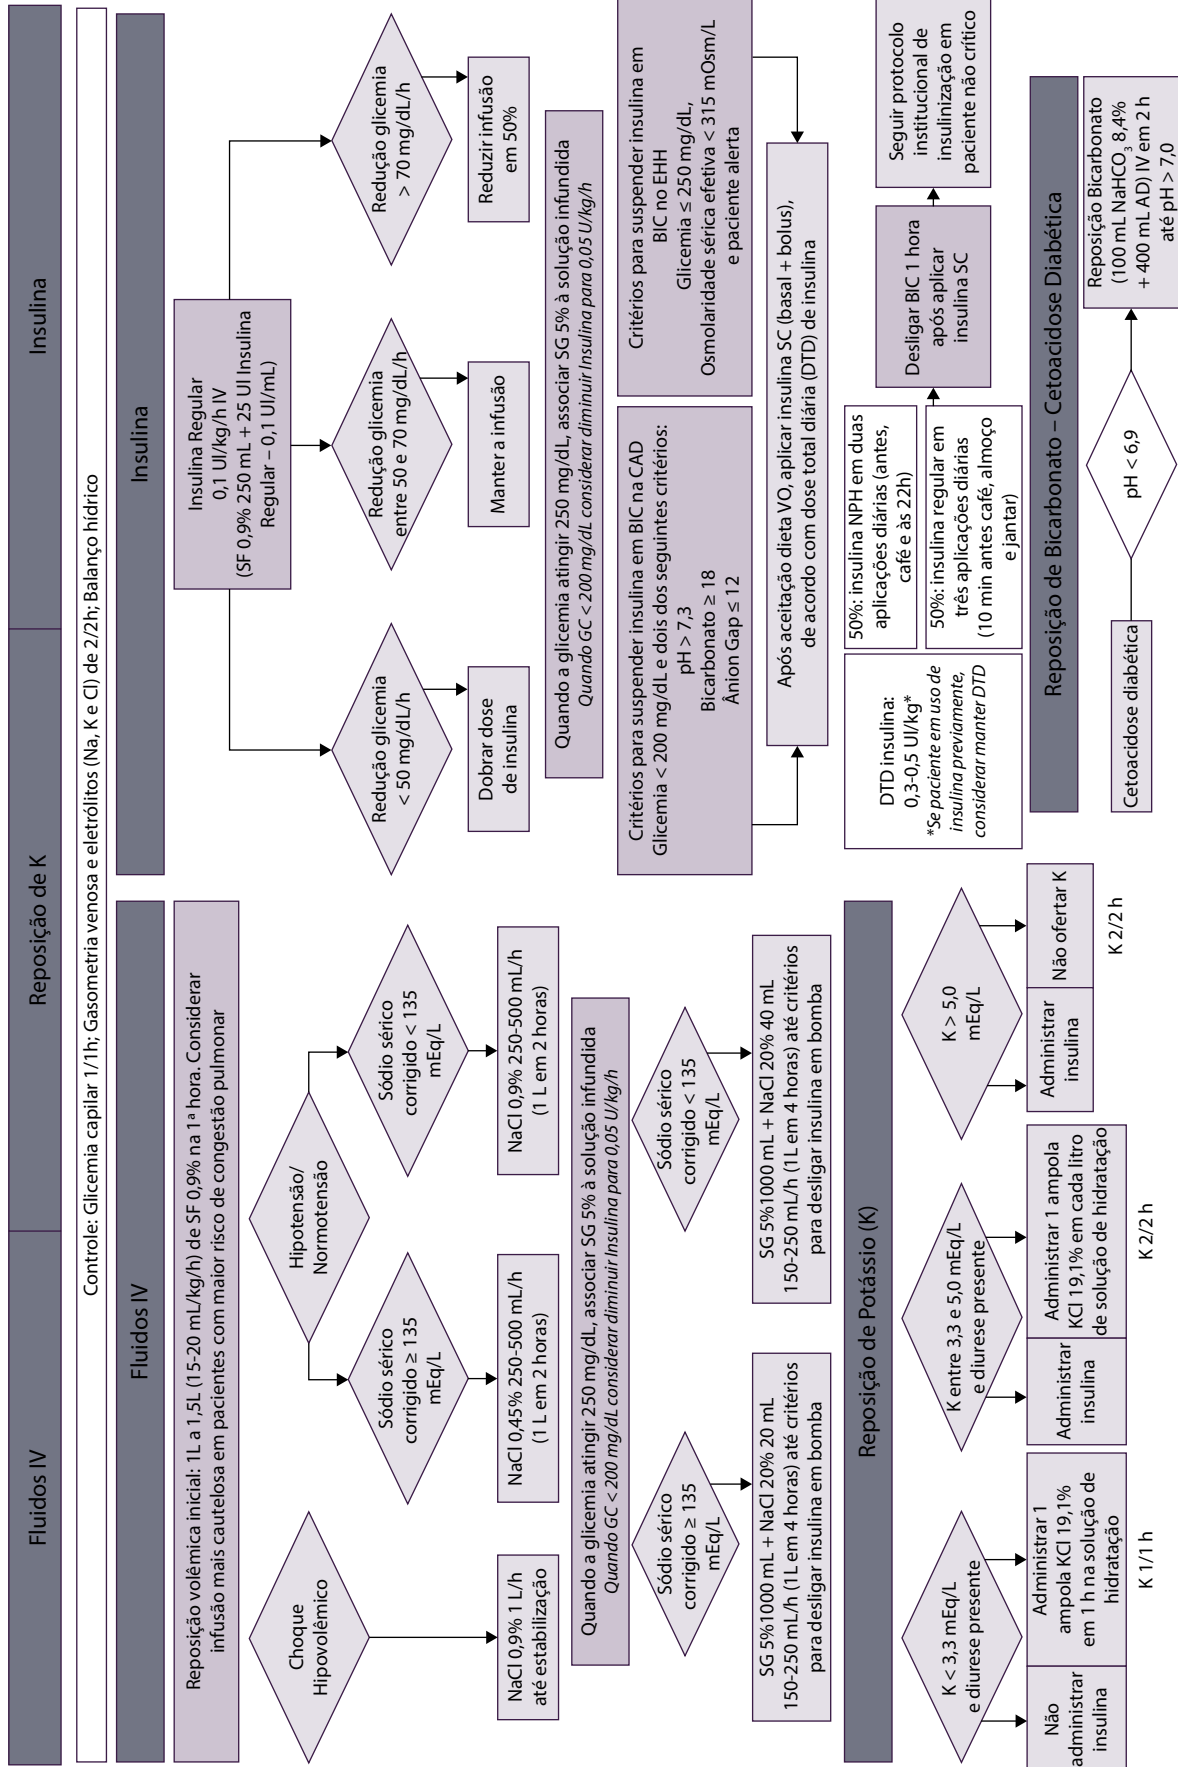 Fluidos IV
Reposição de K
Insulina
Controle: Glicemia capilar 1/1h; Gasometria venosa e eletrólitos (Na, K e Cl) de 2/2h; Balanço hídrico
Fluidos IV
Reposição volêmica inicial: 1L a 1,5L (15-20 mL/kg/h) de SF 0,9% na 1ª hora. Considerar
infusão mais cautelosa em pacientes com maior risco de congestão pulmonar
Choque
Hipovolêmico
Hipotensão/
Normotensão
Sódio sérico
corrigido ≥ 135
mEq/L
Sódio sérico
corrigido < 135
mEq/L
NaCl 0,9% 1 L/h
até estabilização
NaCl 0,45% 250-500 mL/h
(1 L em 2 horas)
NaCl 0,9% 250-500 mL/h
(1 L em 2 horas)
Quando a glicemia atingir 250 mg/dL, associar SG 5% à solução infundida
Quando GC < 200 mg/dL considerar diminuir Insulina para 0,05 U/kg/h
Sódio sérico
corrigido ≥ 135
mEq/L
Sódio sérico
corrigido < 135
mEq/L
SG 5%1000 mL + NaCl 20% 20 mL
150-250 mL/h (1L em 4 horas) até critérios
para desligar insulina em bomba
SG 5%1000 mL + NaCl 20% 40 mL
150-250 mL/h (1L em 4 horas) até critérios
para desligar insulina em bomba
Reposição de Potássio (K)
K < 3,3 mEq/L
e diurese presente
Não
administrar
insulina
Administrar 1
ampola KCl 19,1%
em 1 h na solução de
hidratação
K 1/1 h
K entre 3,3 e 5,0 mEq/L
e diurese presente
Administrar
insulina
Administrar 1 ampola
KCl 19,1% em cada litro
de solução de hidratação
K 2/2 h
K > 5,0
mEq/L
Administrar
insulina
Não ofertar K
K 2/2 h
Insulina
Insulina Regular
0,1 UI/kg/h IV
(SF 0,9% 250 mL + 25 UI Insulina
Regular – 0,1 UI/mL)
Redução glicemia
< 50 mg/dL/h
Redução glicemia
entre 50 e 70 mg/dL/h
Redução glicemia
> 70 mg/dL/h
Dobrar dose
de insulina
Manter a infusão
Reduzir infusão
em 50%
Quando a glicemia atingir 250 mg/dL, associar SG 5% à solução infundida
Quando GC < 200 mg/dL considerar diminuir Insulina para 0,05 U/kg/h
Critérios para suspender insulina em BIC na CAD
Glicemia < 200 mg/dL e dois dos seguintes critérios:
pH > 7,3
Bicarbonato ≥ 18
Ânion Gap ≤ 12
Critérios para suspender insulina em
BIC no EHH
Glicemia ≤ 250 mg/dL,
Osmolaridade sérica efetiva < 315 mOsm/L
e paciente alerta
Após aceitação dieta VO, aplicar insulina SC (basal + bolus),
de acordo com dose total diária (DTD) de insulina
DTD insulina:
0,3-0,5 UI/kg*
*Se paciente em uso de
insulina previamente,
considerar manter DTD
50%: insulina NPH em duas
aplicações diárias (antes,
café e às 22h)
50%: insulina regular em
três aplicações diárias
(10 min antes café, almoço
e jantar)
Desligar BIC 1 hora
após aplicar
insulina SC
Seguir protocolo
institucional de
insulinização em
paciente não crítico
Reposição de Bicarbonato – Cetoacidose Diabética
Cetoacidose diabética
pH < 6,9
Reposição Bicarbonato
(100 mL NaHCO₃ 8,4%
+ 400 mL AD) IV em 2 h
até pH > 7,0